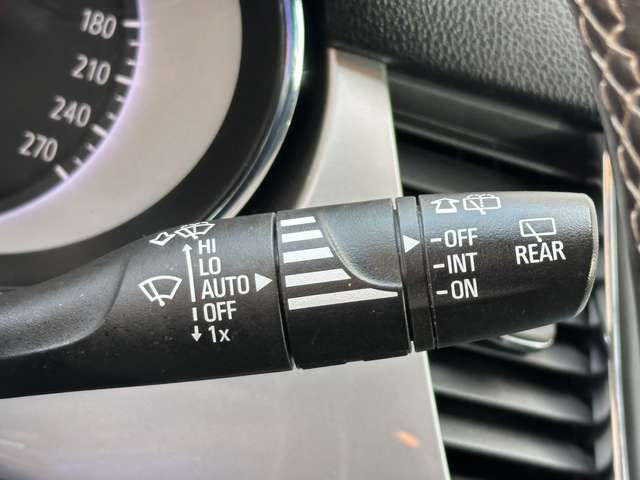 180
210
240
270
HI
LO
AUTO
OFF
1x
-OFF
-INT
-ON
REAR